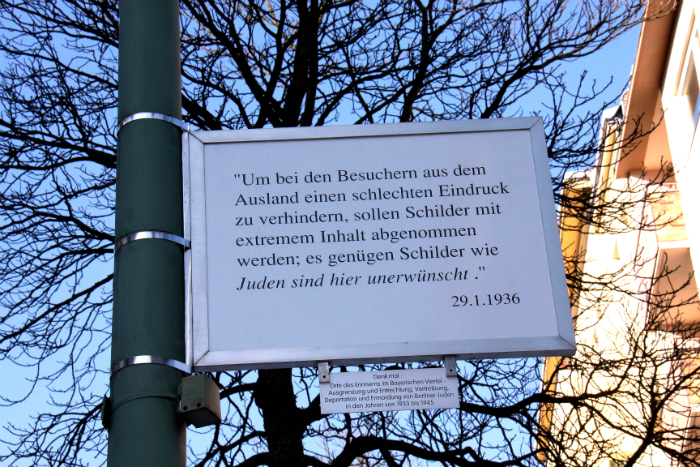 "Um bei den Besuchern aus dem
Ausland einen schlechten Eindruck
zu verhindern, sollen Schilder mit
extremem Inhalt abgenommen
werden; es genügen Schilder wie
Juden sind hier unerwünscht ."
29.1.1936
Denkmal:
Orte des Erinnerns im Bayerischen Viertel -
Ausgrenzung und Entrechtung, Vertreibung,
Deportation und Ermordung von Berliner Juden
in den Jahren von 1933 bis 1945.